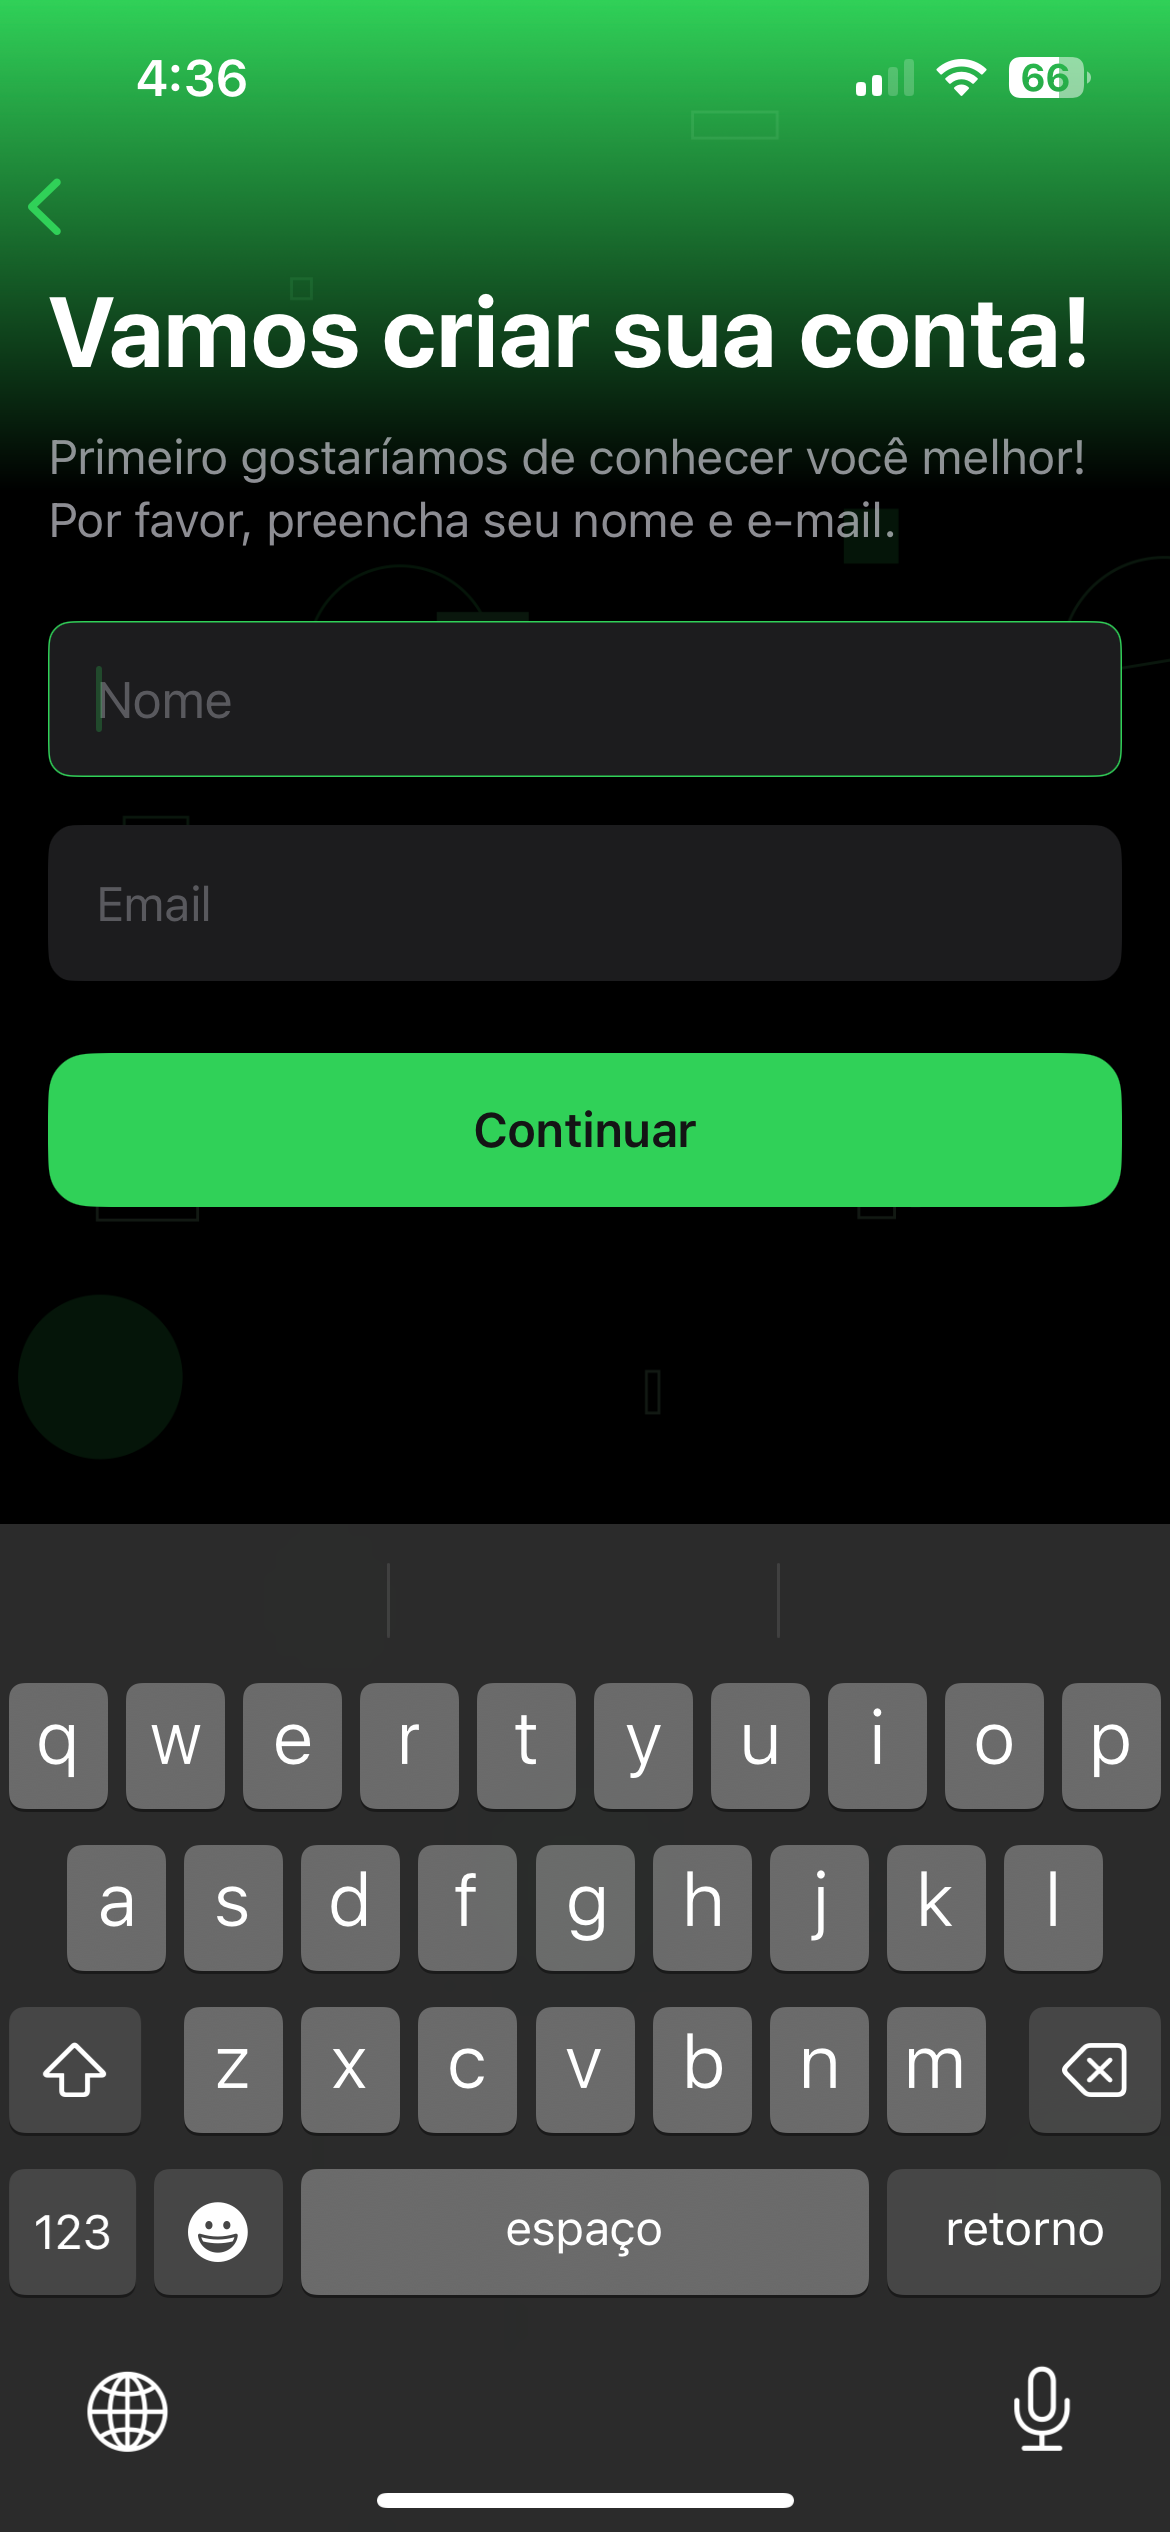 4:36
66
Vamos criar sua conta!
Primeiro gostaríamos de conhecer você melhor!
Por favor, preencha seu nome e e-mail.
Nome
Email
Continuar
q w e r t y u i o p
a s d f g h j k l
z x c v b n m
123 espaço retorno